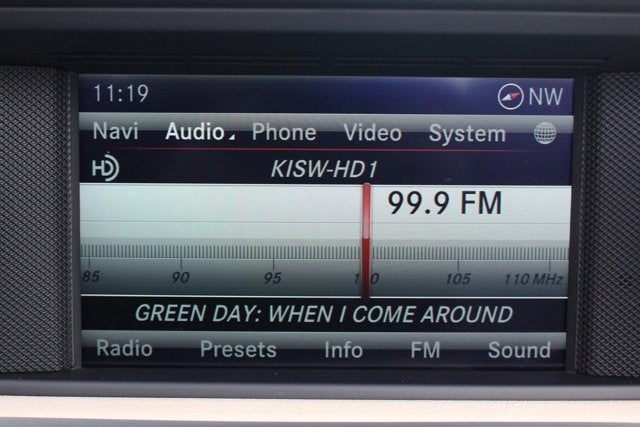 11:19 NW
Navi Audio Phone Video System
HD KISW-HD1
99.9 FM
85 90 95 100 105 110 MHz
GREEN DAY: WHEN I COME AROUND
Radio Presets Info FM Sound